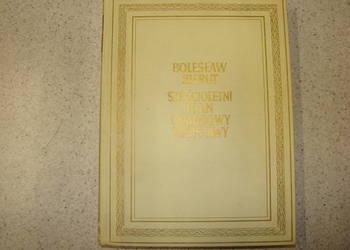 BOLESŁAW
BIERUT
SZEŚCIOLETNI
PLAN
ODBUDOWY
WARSZAWY